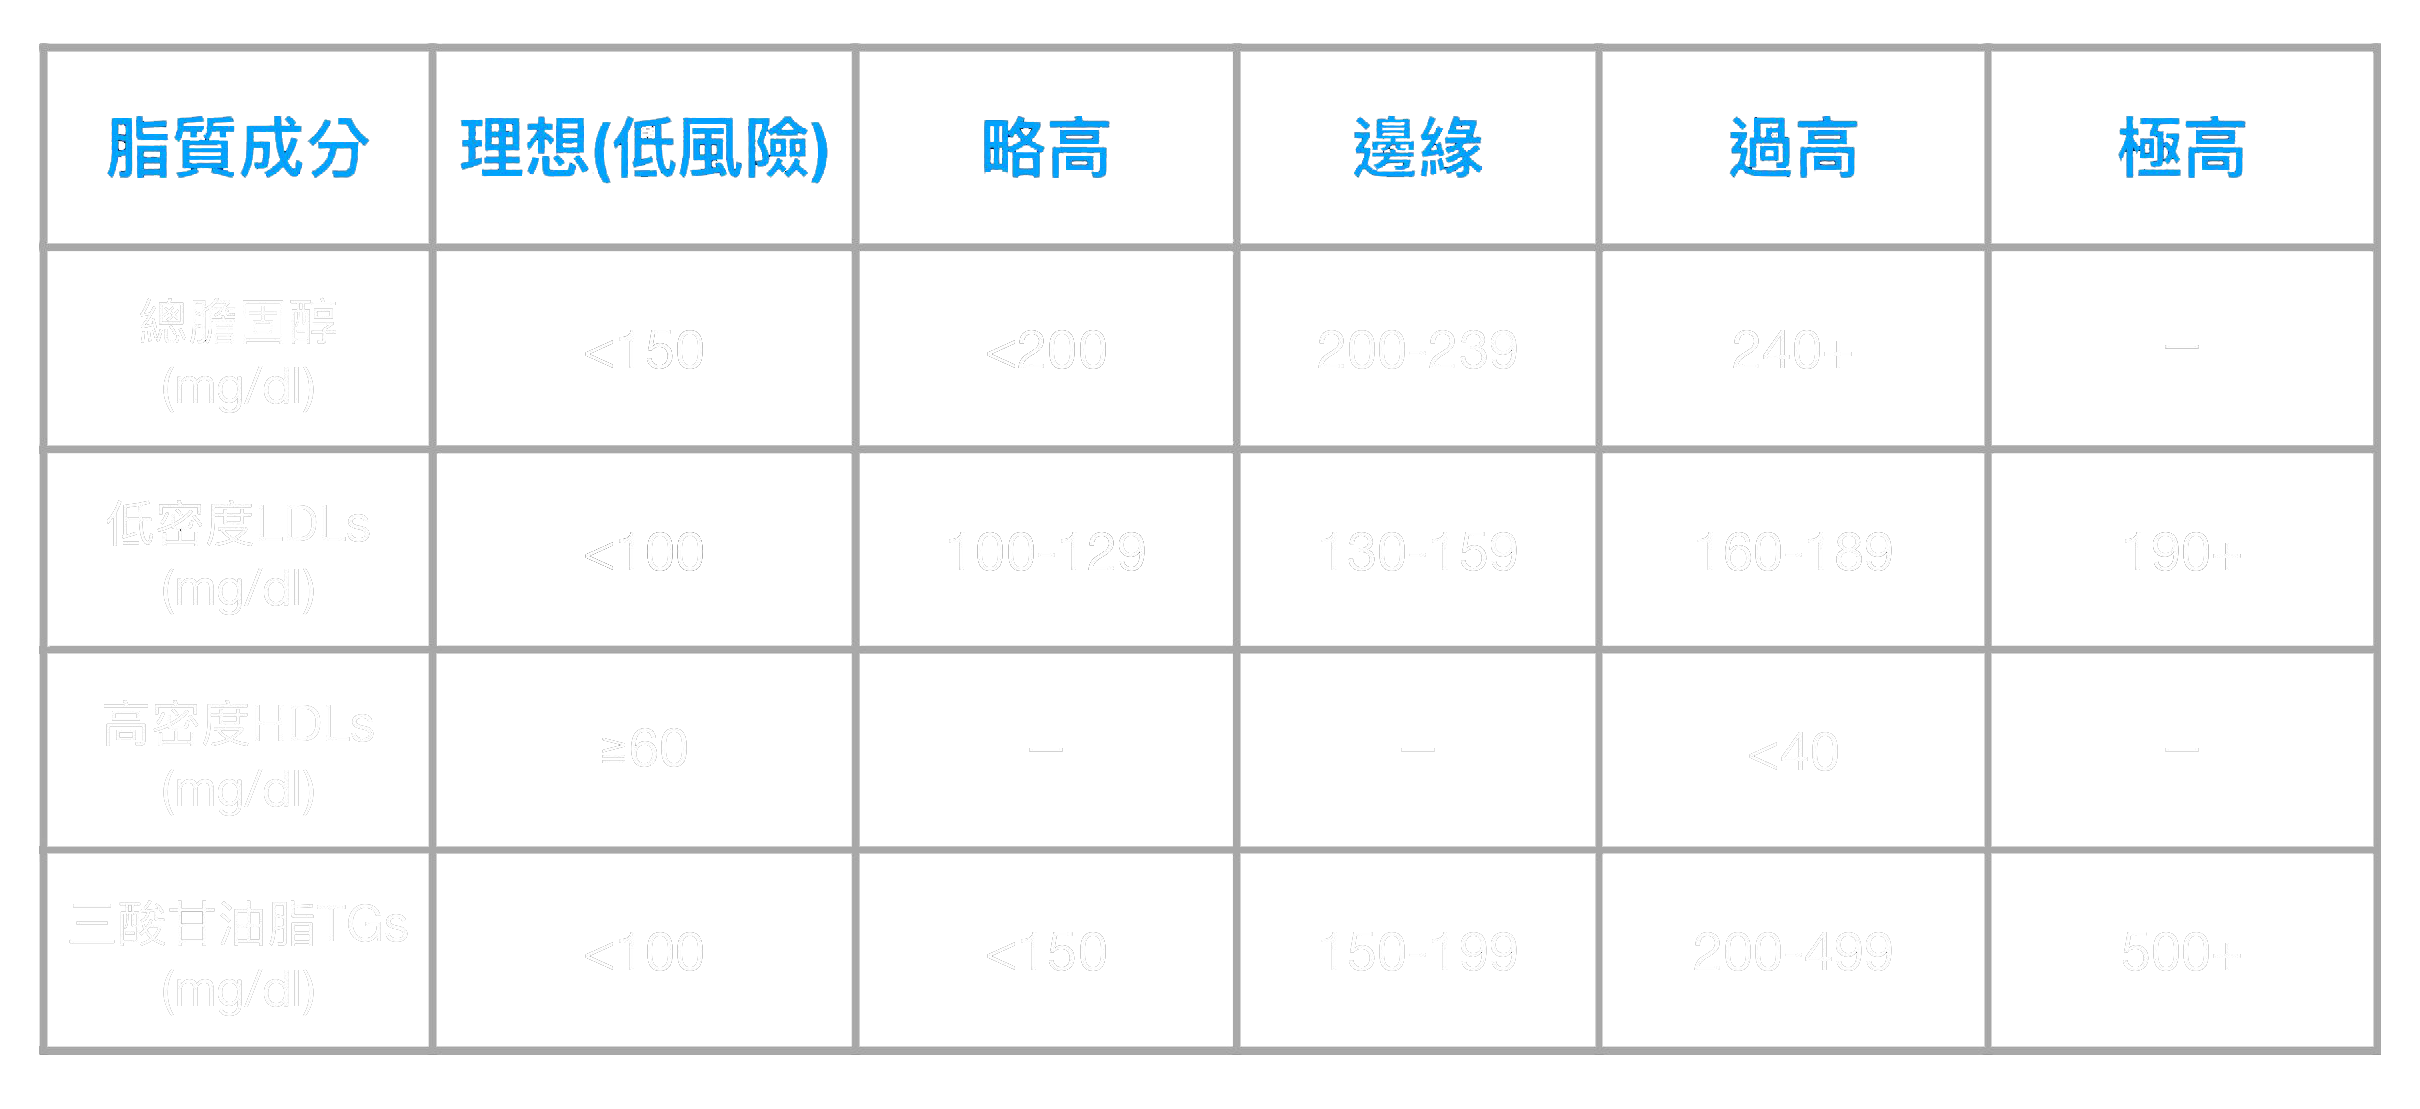 脂質成分 理想(低風險) 略高 邊緣 過高 極高
總膽固醇
(mg/dl) <150 <200 200-239 240+ –
低密度LDLs
(mg/dl) <100 100-129 130-159 160-189 190+
高密度HDLs
(mg/dl) ≧60 – – <40 –
三酸甘油脂TGs
(mg/dl) <100 <150 150-199 200-499 500+